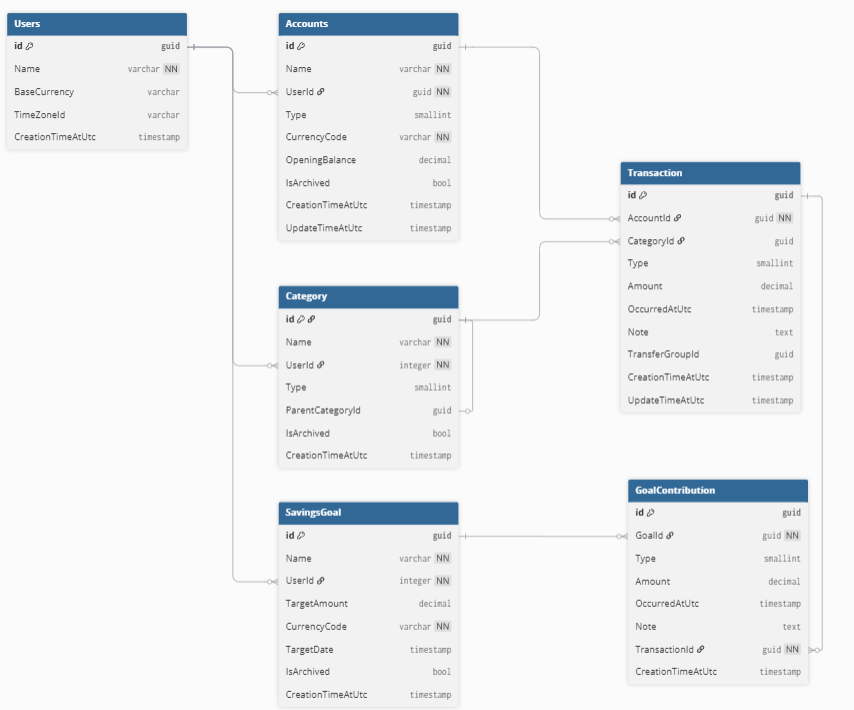 Users
id guid
Name varchar NN
BaseCurrency varchar
TimeZoneId varchar
CreationTimeAtUtc timestamp
Accounts
id guid
Name varchar NN
UserId guid NN
Type smallint
CurrencyCode varchar NN
OpeningBalance decimal
IsArchived bool
CreationTimeAtUtc timestamp
UpdateTimeAtUtc timestamp
Category
id guid
Name varchar NN
UserId integer NN
Type smallint
ParentCategoryId guid
IsArchived bool
CreationTimeAtUtc timestamp
SavingsGoal
id guid
Name varchar NN
UserId integer NN
TargetAmount decimal
CurrencyCode varchar NN
TargetDate timestamp
IsArchived bool
CreationTimeAtUtc timestamp
Transaction
id guid
AccountId guid NN
CategoryId guid
Type smallint
Amount decimal
OccurredAtUtc timestamp
Note text
TransferGroupId guid
CreationTimeAtUtc timestamp
UpdateTimeAtUtc timestamp
GoalContribution
id guid
GoalId guid NN
Type smallint
Amount decimal
OccurredAtUtc timestamp
Note text
TransactionId guid NN
CreationTimeAtUtc timestamp